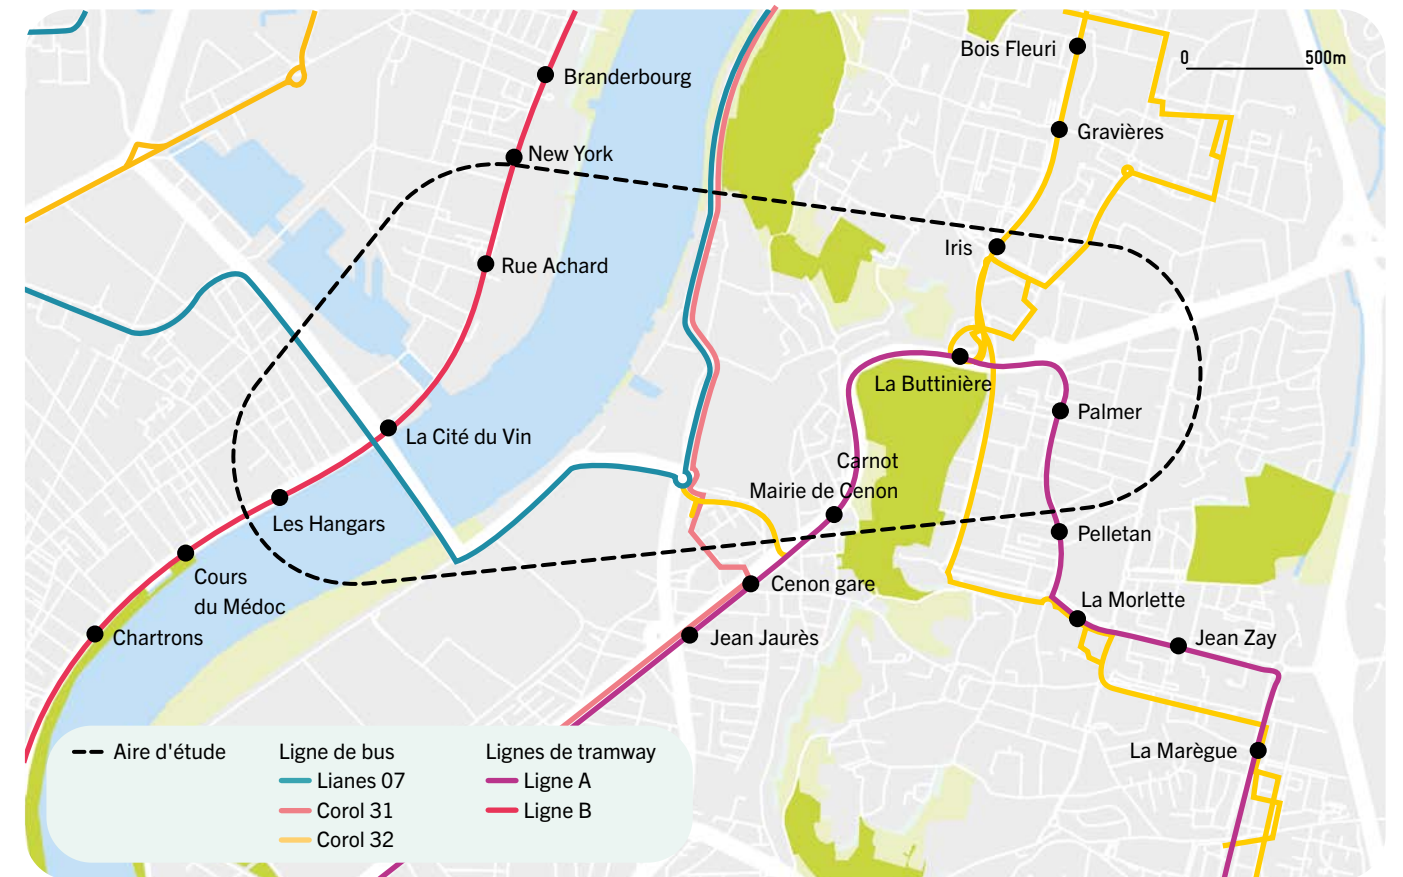 Bois Fleuri
0 500m
Branderbourg
Gravières
New York
Iris
Rue Achard
La Buttinière
Palmer
La Cité du Vin
Carnot
Mairie de Cenon
Les Hangars
Pelletan
Cours
du Médoc
Cenon gare
La Morlette
Chartrons
Jean Jaurès
Jean Zay
La Marègue
Aire d'étude
Ligne de bus
Lianes 07
Corol 31
Corol 32
Lignes de tramway
Ligne A
Ligne B